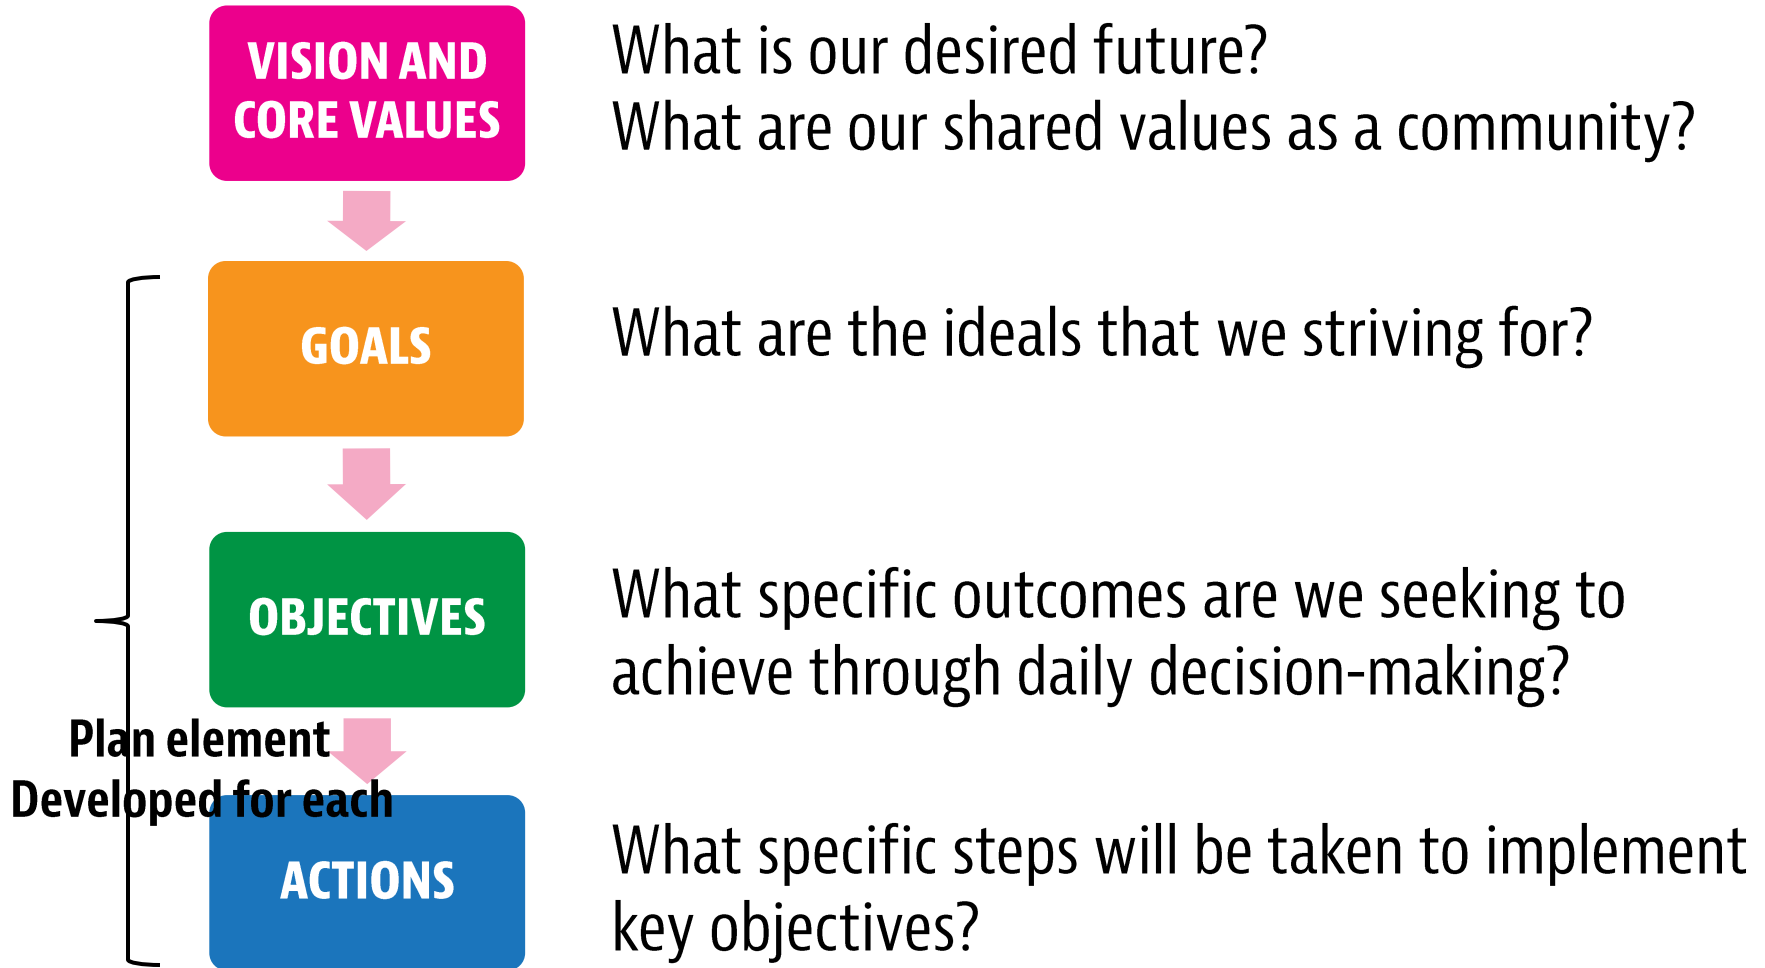 VISION AND
CORE VALUES
What is our desired future?
What are our shared values as a community?
GOALS
What are the ideals that we striving for?
OBJECTIVES
What specific outcomes are we seeking to
achieve through daily decision-making?
Plan element
Developed for each
ACTIONS
What specific steps will be taken to implement
key objectives?